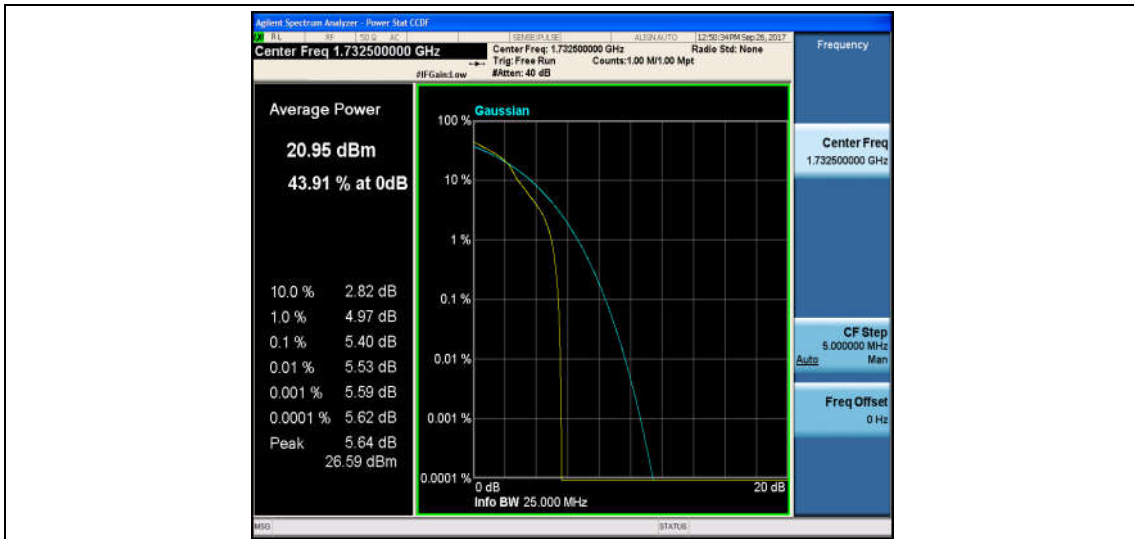 Agilent Spectrum Analyzer - Power Stat CCDF
RL RF 50 Ω AC SENSE:PULSE ALIGNAUTO 12:50:34 PM Sep 26, 2017
Center Freq 1.732500000 GHz
Center Freq: 1.732500000 GHz Radio Std: None
Trig: Free Run Counts:1.00 M/1.00 Mpt
#IFGain:Low #Atten: 40 dB
Frequency
Average Power
20.95 dBm
43.91 % at 0dB
10.0 % 2.82 dB
1.0 % 4.97 dB
0.1 % 5.40 dB
0.01 % 5.53 dB
0.001 % 5.59 dB
0.0001 % 5.62 dB
Peak 5.64 dB
26.59 dBm
Gaussian
100 %
10 %
1 %
0.1 %
0.01 %
0.001 %
0.0001 %
0 dB 20 dB
Info BW 25.000 MHz
Center Freq
1.732500000 GHz
CF Step
5.000000 MHz
Auto Man
Freq Offset
0 Hz
MSG STATUS